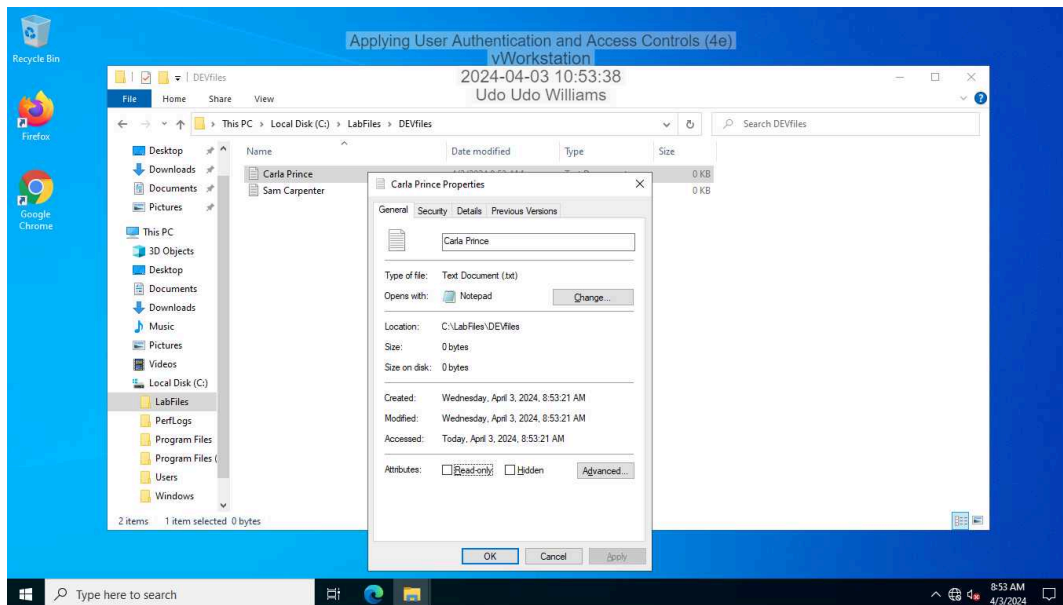 Recycle Bin
Applying User Authentication and Access Controls (4e)
vWorkstation
2024-04-03 10:53:38
Udo Udo Williams
DEVfiles
File Home Share View
This PC > Local Disk (C:) > LabFiles > DEVfiles
Search DEVfiles
Firefox
Google
Chrome
Desktop
Downloads
Documents
Pictures
This PC
3D Objects
Desktop
Documents
Downloads
Music
Pictures
Videos
Local Disk (C:)
LabFiles
PerfLogs
Program Files
Program Files (
Users
Windows
Name Date modified Type Size
Carla Prince 0 KB
Sam Carpenter 0 KB
2 items 1 item selected 0 bytes
Carla Prince Properties
General Security Details Previous Versions
Carla Prince
Type of file: Text Document (.txt)
Opens with: Notepad Change...
Location: C:\LabFiles\DEVfiles
Size: 0 bytes
Size on disk: 0 bytes
Created: Wednesday, April 3, 2024, 8:53:21 AM
Modified: Wednesday, April 3, 2024, 8:53:21 AM
Accessed: Today, April 3, 2024, 8:53:21 AM
Attributes: Read-only Hidden Advanced...
OK Cancel Apply
Type here to search
8:53 AM
4/3/2024